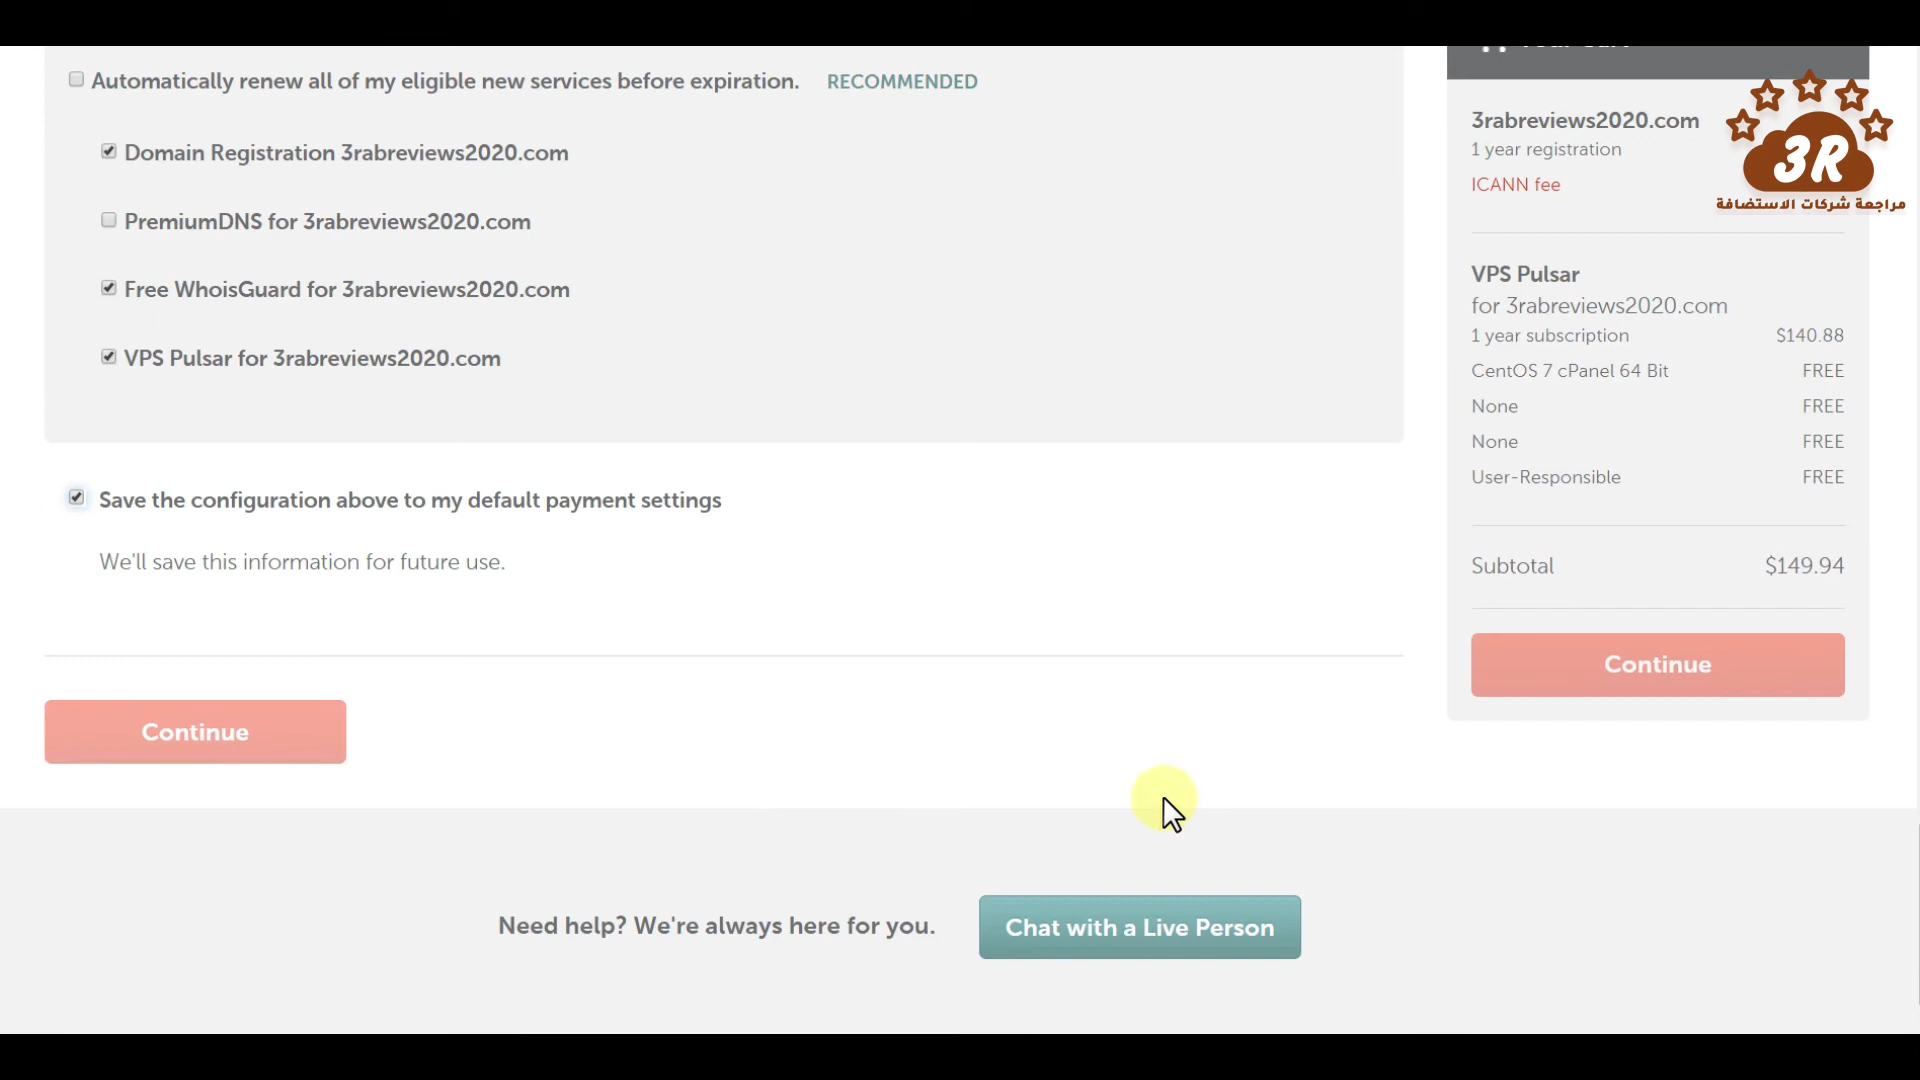 Automatically renew all of my eligible new services before expiration. RECOMMENDED
Domain Registration 3rabreviews2020.com
PremiumDNS for 3rabreviews2020.com
Free WhoisGuard for 3rabreviews2020.com
VPS Pulsar for 3rabreviews2020.com
Save the configuration above to my default payment settings
We'll save this information for future use.
Continue
3rabreviews2020.com
1 year registration
ICANN fee
VPS Pulsar
for 3rabreviews2020.com
1 year subscription $140.88
CentOS 7 cPanel 64 Bit FREE
None FREE
None FREE
User-Responsible FREE
Subtotal $149.94
Continue
3R
مراجعة شركات الاستضافة
Need help? We're always here for you.
Chat with a Live Person